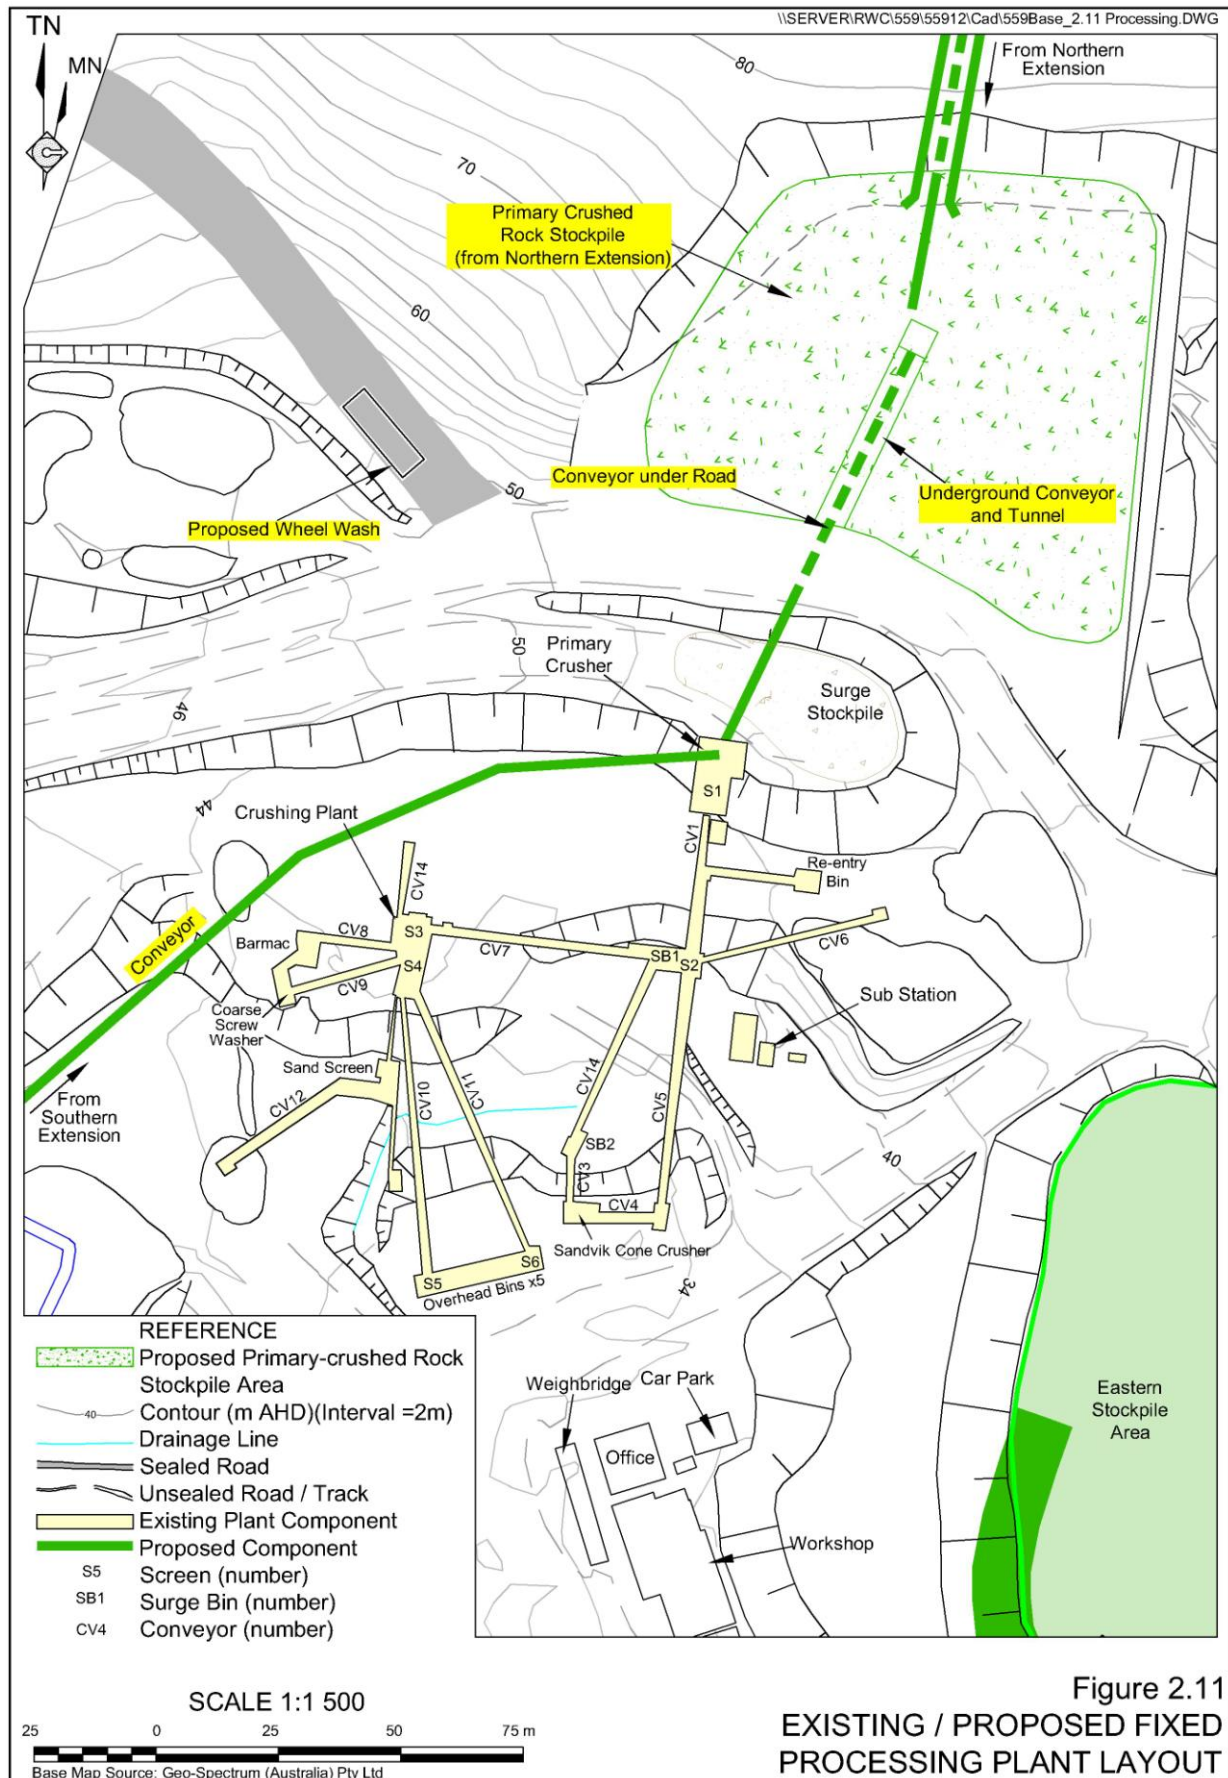 \\SERVER\RWC\559\55912\Cad\559Base_2.11 Processing.DWG
TN
MN
From Northern
Extension
80
70
60
50
Primary Crushed
Rock Stockpile
(from Northern Extension)
Conveyor under Road
Underground Conveyor
and Tunnel
Proposed Wheel Wash
50
46
44
Primary
Crusher
Surge
Stockpile
S1
CV1
Crushing Plant
CV14
Re-entry
Bin
Conveyor
Barmac
CV8
S3
CV7
SB1
S2
CV6
S4
CV9
Coarse
Screw
Washer
Sub Station
Sand Screen
From
Southern
Extension
CV12
CV10
CV11
CV14
CV5
SB2
CV3
CV4
40
Sandvik Cone Crusher
S5
S6
Overhead Bins x5
34
REFERENCE
Proposed Primary-crushed Rock
Stockpile Area
40
Contour (m AHD)(Interval =2m)
Drainage Line
Sealed Road
Unsealed Road / Track
Existing Plant Component
Proposed Component
S5 Screen (number)
SB1 Surge Bin (number)
CV4 Conveyor (number)
Weighbridge
Car Park
Office
Workshop
Eastern
Stockpile
Area
SCALE 1:1 500
25 0 25 50 75 m
Base Map Source: Geo-Spectrum (Australia) Pty Ltd
Figure 2.11
EXISTING / PROPOSED FIXED
PROCESSING PLANT LAYOUT